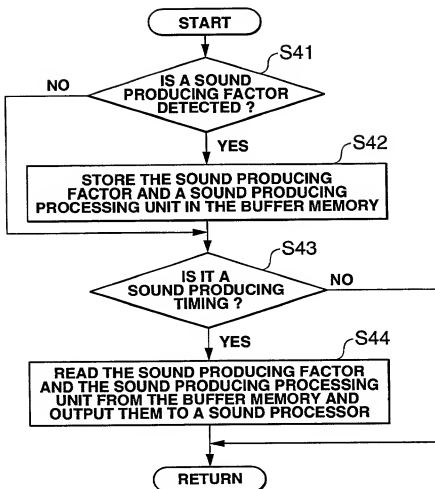 START
S41
IS A SOUND
PRODUCING FACTOR
DETECTED ?
NO
YES
S42
STORE THE SOUND PRODUCING
FACTOR AND A SOUND PRODUCING
PROCESSING UNIT IN THE BUFFER MEMORY
S43
IS IT A
SOUND PRODUCING
TIMING ?
NO
YES
S44
READ THE SOUND PRODUCING FACTOR
AND THE SOUND PRODUCING PROCESSING
UNIT FROM THE BUFFER MEMORY AND
OUTPUT THEM TO A SOUND PROCESSOR
RETURN